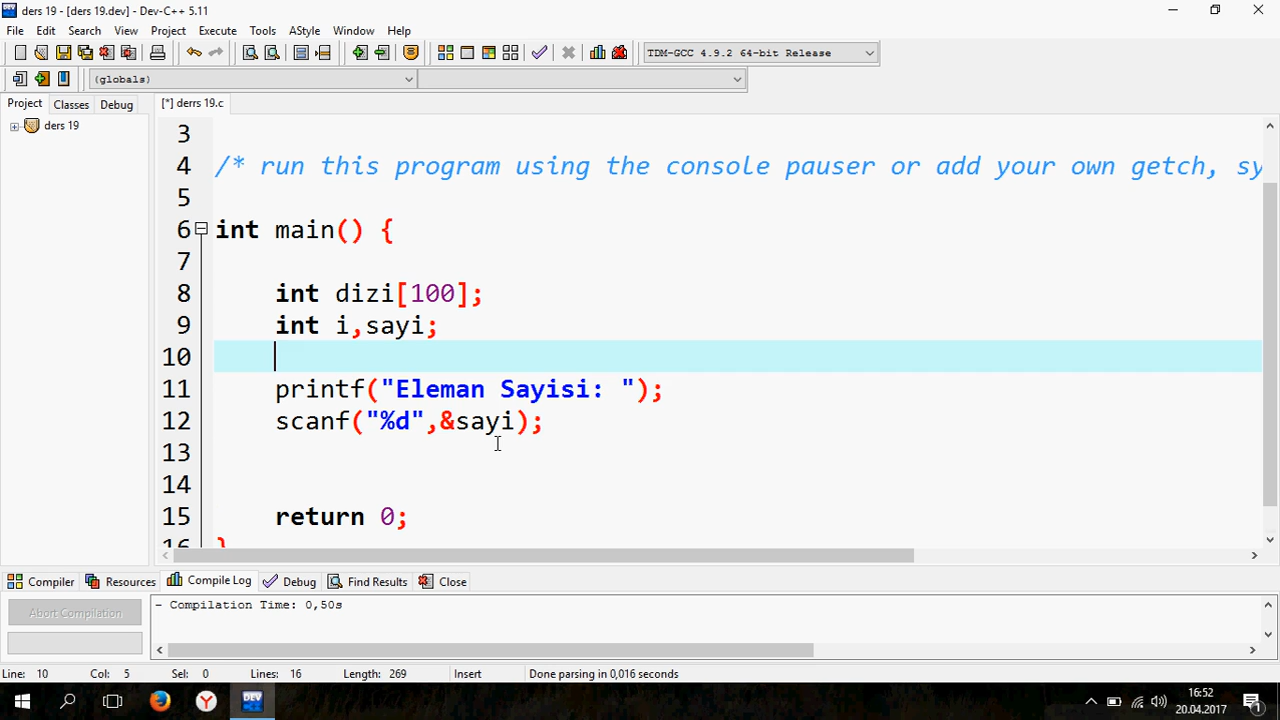 ders 19 - [ders 19.dev] - Dev-C++ 5.11
File Edit Search View Project Execute Tools AStyle Window Help
TDM-GCC 4.9.2 64-bit Release
(globals)
Project Classes Debug [*] derrs 19.c
ders 19
3
4 /* run this program using the console pauser or add your own getch, sy
5
6 int main() {
7
8 int dizi[100];
9 int i,sayi;
10
11 printf("Eleman Sayisi: ");
12 scanf("%d",&sayi);
13
14
15 return 0;
16 }
Compiler Resources Compile Log Debug Find Results Close
Abort Compilation
- Compilation Time: 0,50s
Line: 10 Col: 5 Sel: 0 Lines: 16 Length: 269 Insert Done parsing in 0,016 seconds
DEV
16:52
20.04.2017
1